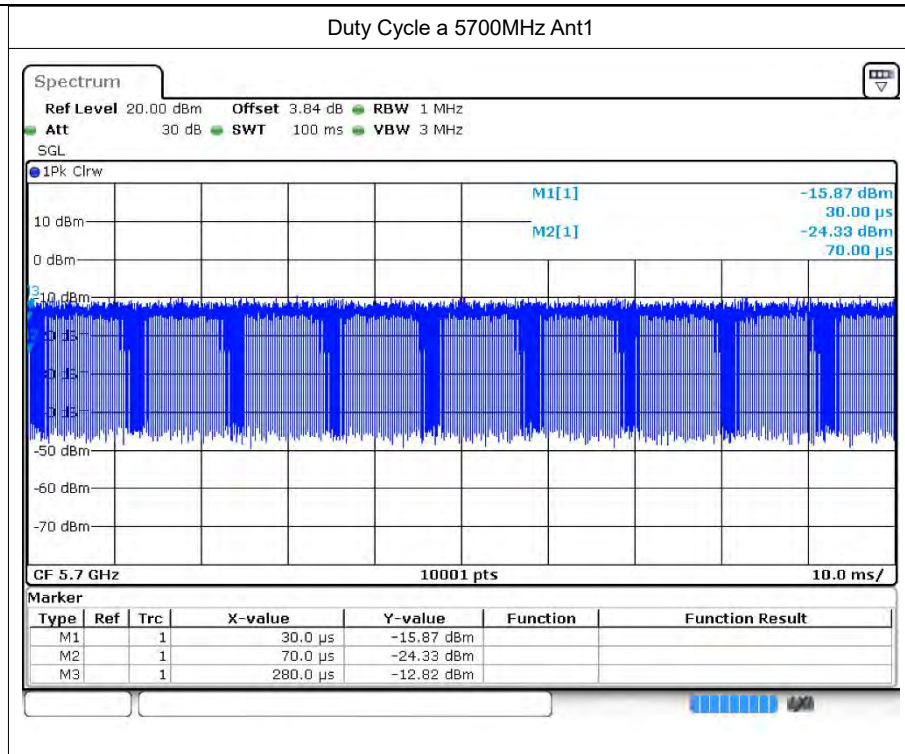 Duty Cycle a 5700MHz Ant1
Spectrum
Ref Level 20.00 dBm Offset 3.84 dB RBW 1 MHz
Att 30 dB SWT 100 ms VBW 3 MHz
SGL
1Pk Clrw
M1[1] -15.87 dBm
30.00 µs
10 dBm
M2[1] -24.33 dBm
70.00 µs
0 dBm
-10 dBm
-50 dBm
-60 dBm
-70 dBm
CF 5.7 GHz 10001 pts 10.0 ms/
Marker
Type Ref Trc X-value Y-value Function Function Result
M1 1 30.0 µs -15.87 dBm
M2 1 70.0 µs -24.33 dBm
M3 1 280.0 µs -12.82 dBm